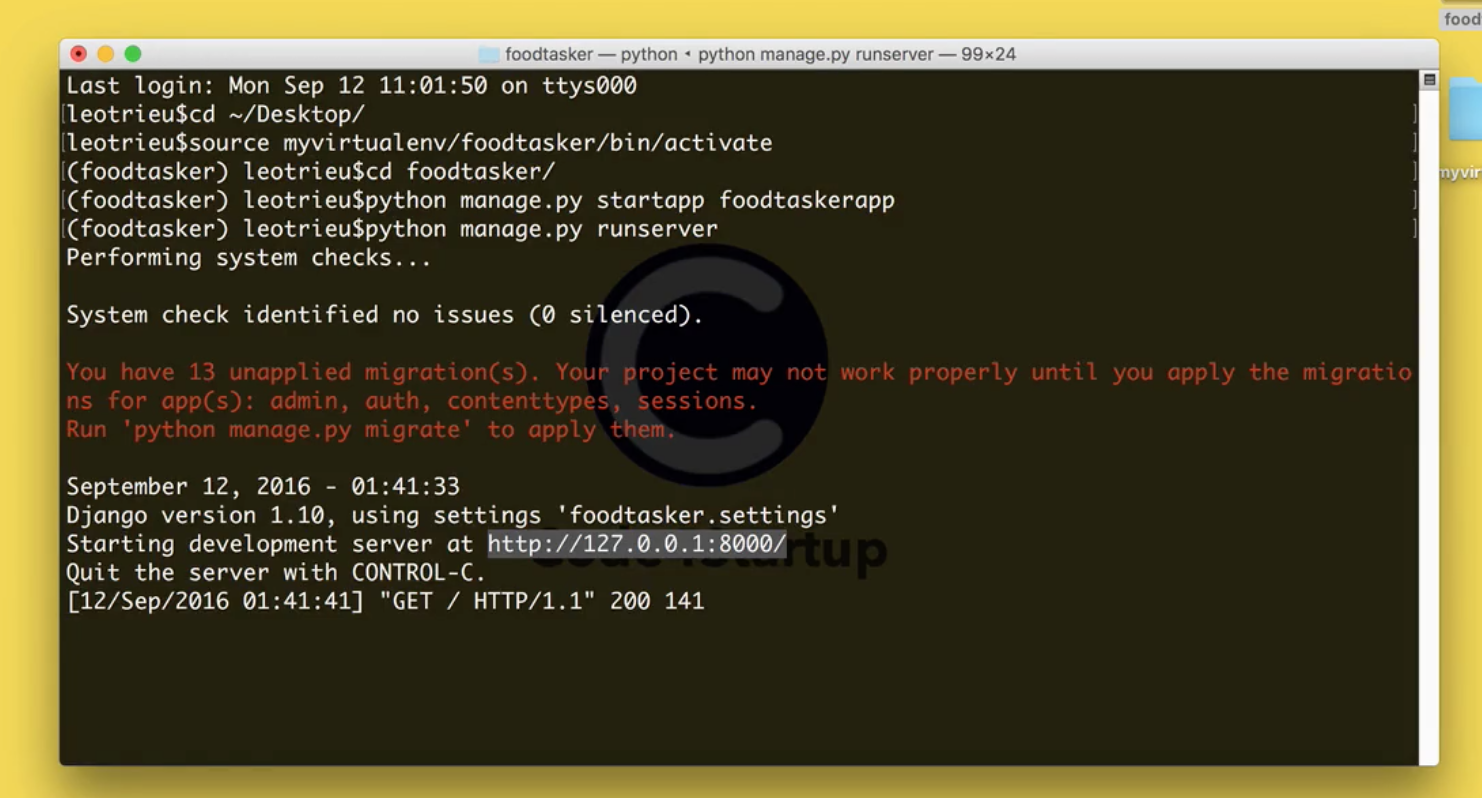 food
foodtasker — python • python manage.py runserver — 99×24
Last login: Mon Sep 12 11:01:50 on ttys000
[leotrieu$cd ~/Desktop/ ]
[leotrieu$source myvirtualenv/foodtasker/bin/activate ]
[(foodtasker) leotrieu$cd foodtasker/ ]
[(foodtasker) leotrieu$python manage.py startapp foodtaskerapp ]
[(foodtasker) leotrieu$python manage.py runserver ]
Performing system checks...
System check identified no issues (0 silenced).
You have 13 unapplied migration(s). Your project may not work properly until you apply the migratio
ns for app(s): admin, auth, contenttypes, sessions.
Run 'python manage.py migrate' to apply them.
September 12, 2016 - 01:41:33
Django version 1.10, using settings 'foodtasker.settings'
Starting development server at http://127.0.0.1:8000/
Quit the server with CONTROL-C.
[12/Sep/2016 01:41:41] "GET / HTTP/1.1" 200 141
myvir